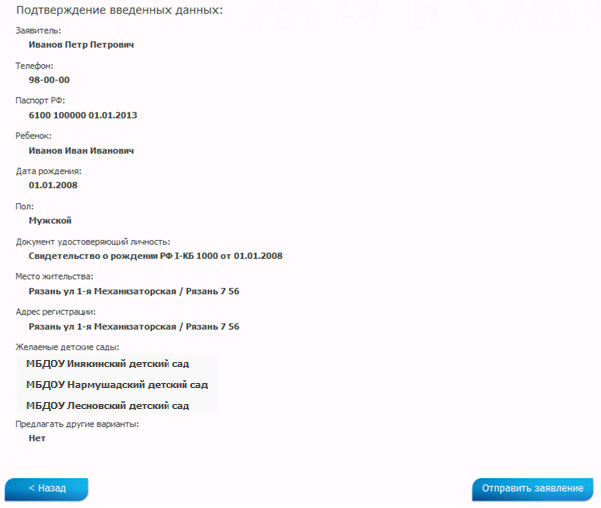 Подтверждение введенных данных:
Заявитель:
Иванов Петр Петрович
Телефон:
98-00-00
Паспорт РФ:
6100 100000 01.01.2013
Ребенок:
Иванов Иван Иванович
Дата рождения:
01.01.2008
Пол:
Мужской
Документ удостоверяющий личность:
Свидетельство о рождении РФ I-КБ 1000 от 01.01.2008
Место жительства:
Рязань ул 1-я Механизаторская / Рязань 7 56
Адрес регистрации:
Рязань ул 1-я Механизаторская / Рязань 7 56
Желаемые детские сады:
МБДОУ Инякинский детский сад
МБДОУ Нармушадский детский сад
МБДОУ Лесновский детский сад
Предлагать другие варианты:
Нет
< Назад
Отправить заявление